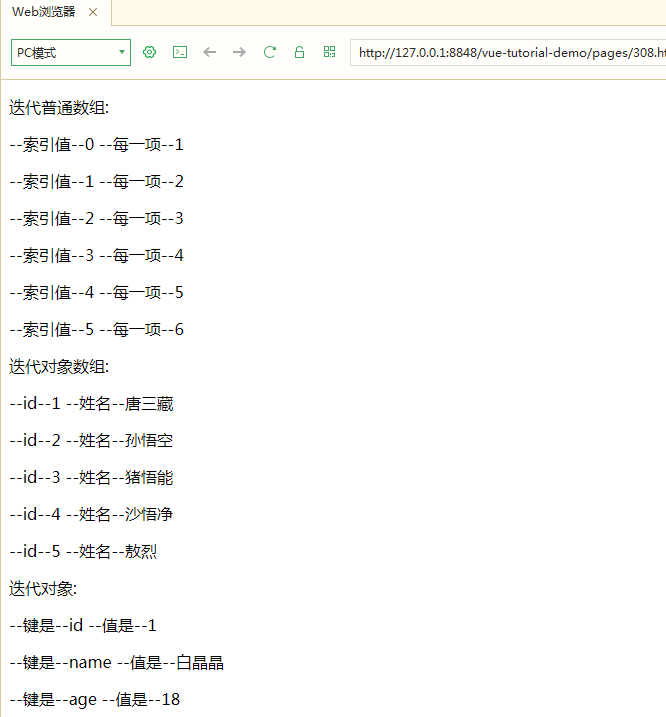 Web浏览器
PC模式
http://127.0.0.1:8848/vue-tutorial-demo/pages/308.h
迭代普通数组:
--索引值--0 --每一项--1
--索引值--1 --每一项--2
--索引值--2 --每一项--3
--索引值--3 --每一项--4
--索引值--4 --每一项--5
--索引值--5 --每一项--6
迭代对象数组:
--id--1 --姓名--唐三藏
--id--2 --姓名--孙悟空
--id--3 --姓名--猪悟能
--id--4 --姓名--沙悟净
--id--5 --姓名--敖烈
迭代对象:
--键是--id --值是--1
--键是--name --值是--白晶晶
--键是--age --值是--18